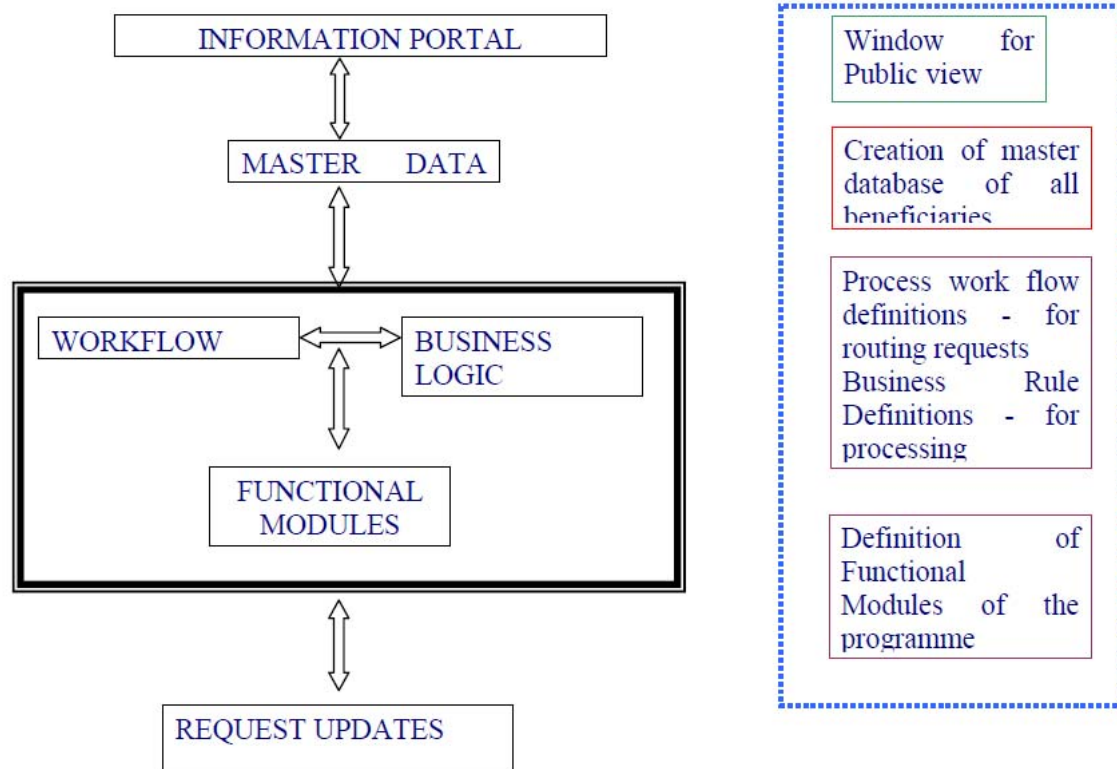 INFORMATION PORTAL
MASTER DATA
WORKFLOW
BUSINESS
LOGIC
FUNCTIONAL
MODULES
REQUEST UPDATES
Window for
Public view
Creation of master
database of all
beneficiaries
Process work flow
definitions - for
routing requests
Business Rule
Definitions - for
processing
Definition of
Functional
Modules of the
programme